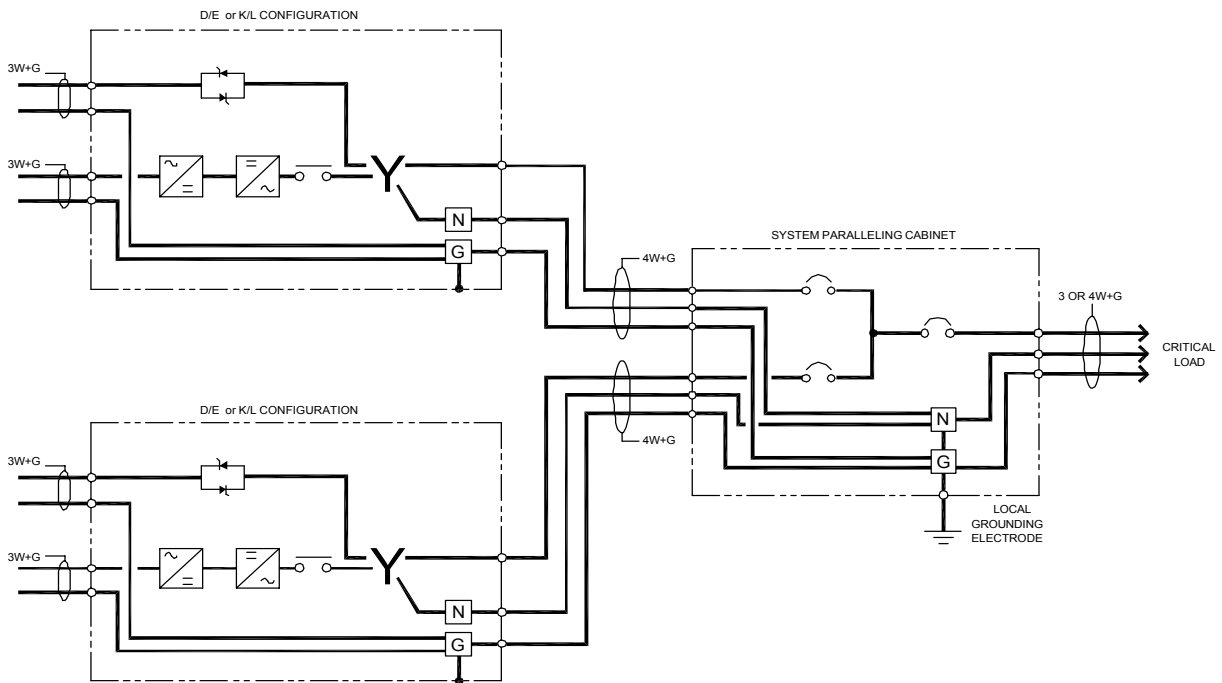 D/E or K/L CONFIGURATION
3W+G
3W+G
N
G
4W+G
SYSTEM PARALLELING CABINET
3 OR 4W+G
CRITICAL
LOAD
D/E or K/L CONFIGURATION
4W+G
N
G
3W+G
3W+G
LOCAL
GROUNDING
ELECTRODE
N
G